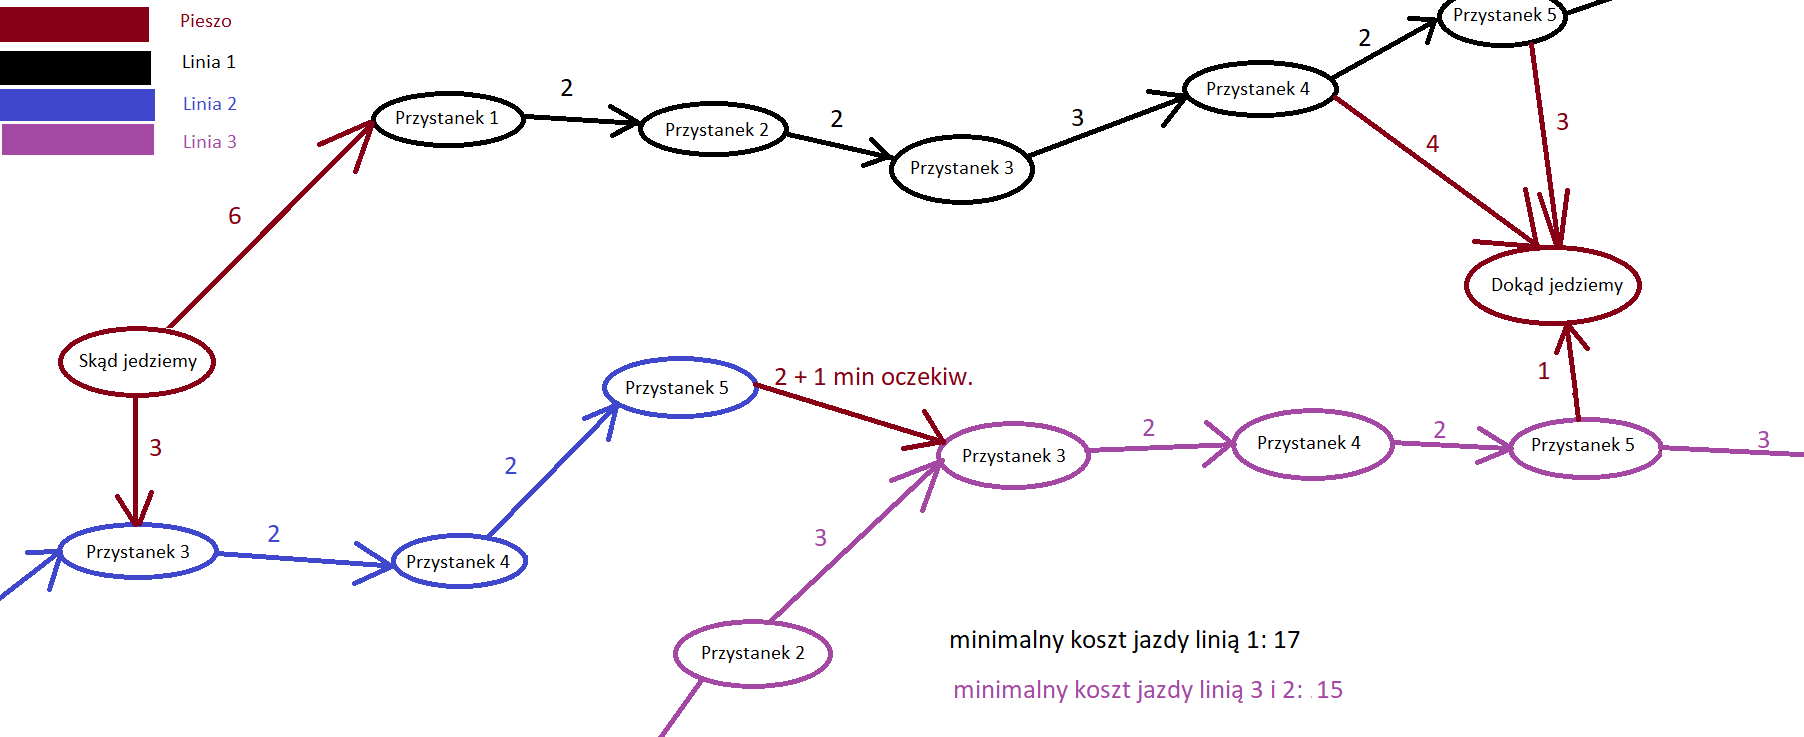 Pieszo
Linia 1
Linia 2
Linia 3
Przystanek 5
2
Przystanek 4
3
2
Przystanek 1
2
Przystanek 2
2
Przystanek 3
3
4
6
Dokąd jedziemy
Skąd jedziemy
Przystanek 5
2 + 1 min oczekiw.
1
3
2
Przystanek 3
2
Przystanek 4
2
Przystanek 5
3
Przystanek 3
2
Przystanek 4
3
Przystanek 2
minimalny koszt jazdy linią 1: 17
minimalny koszt jazdy linią 3 i 2: 15